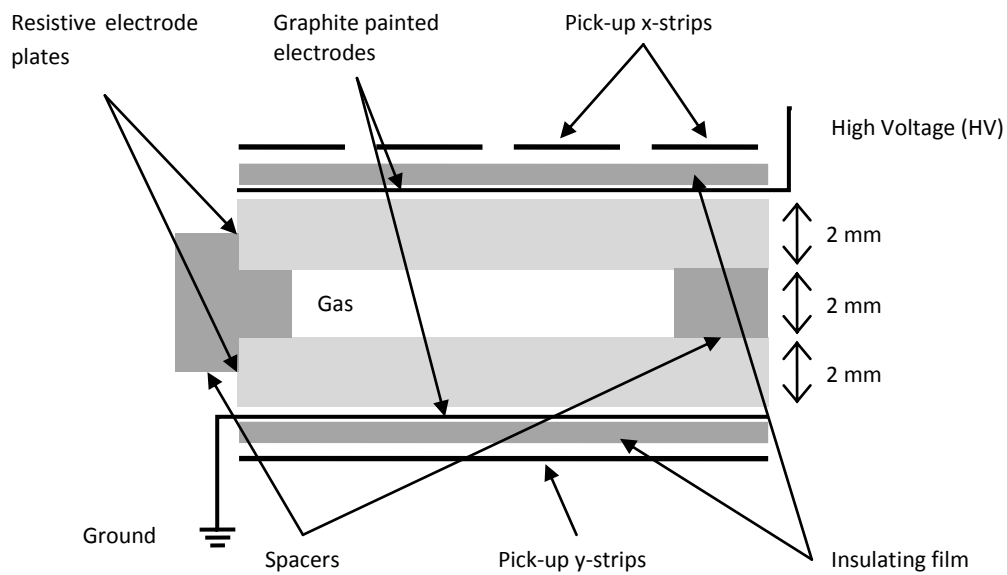 Resistive electrode
plates
Graphite painted
electrodes
Pick-up x-strips
High Voltage (HV)
2 mm
Gas
2 mm
2 mm
Ground
Spacers
Pick-up y-strips
Insulating film